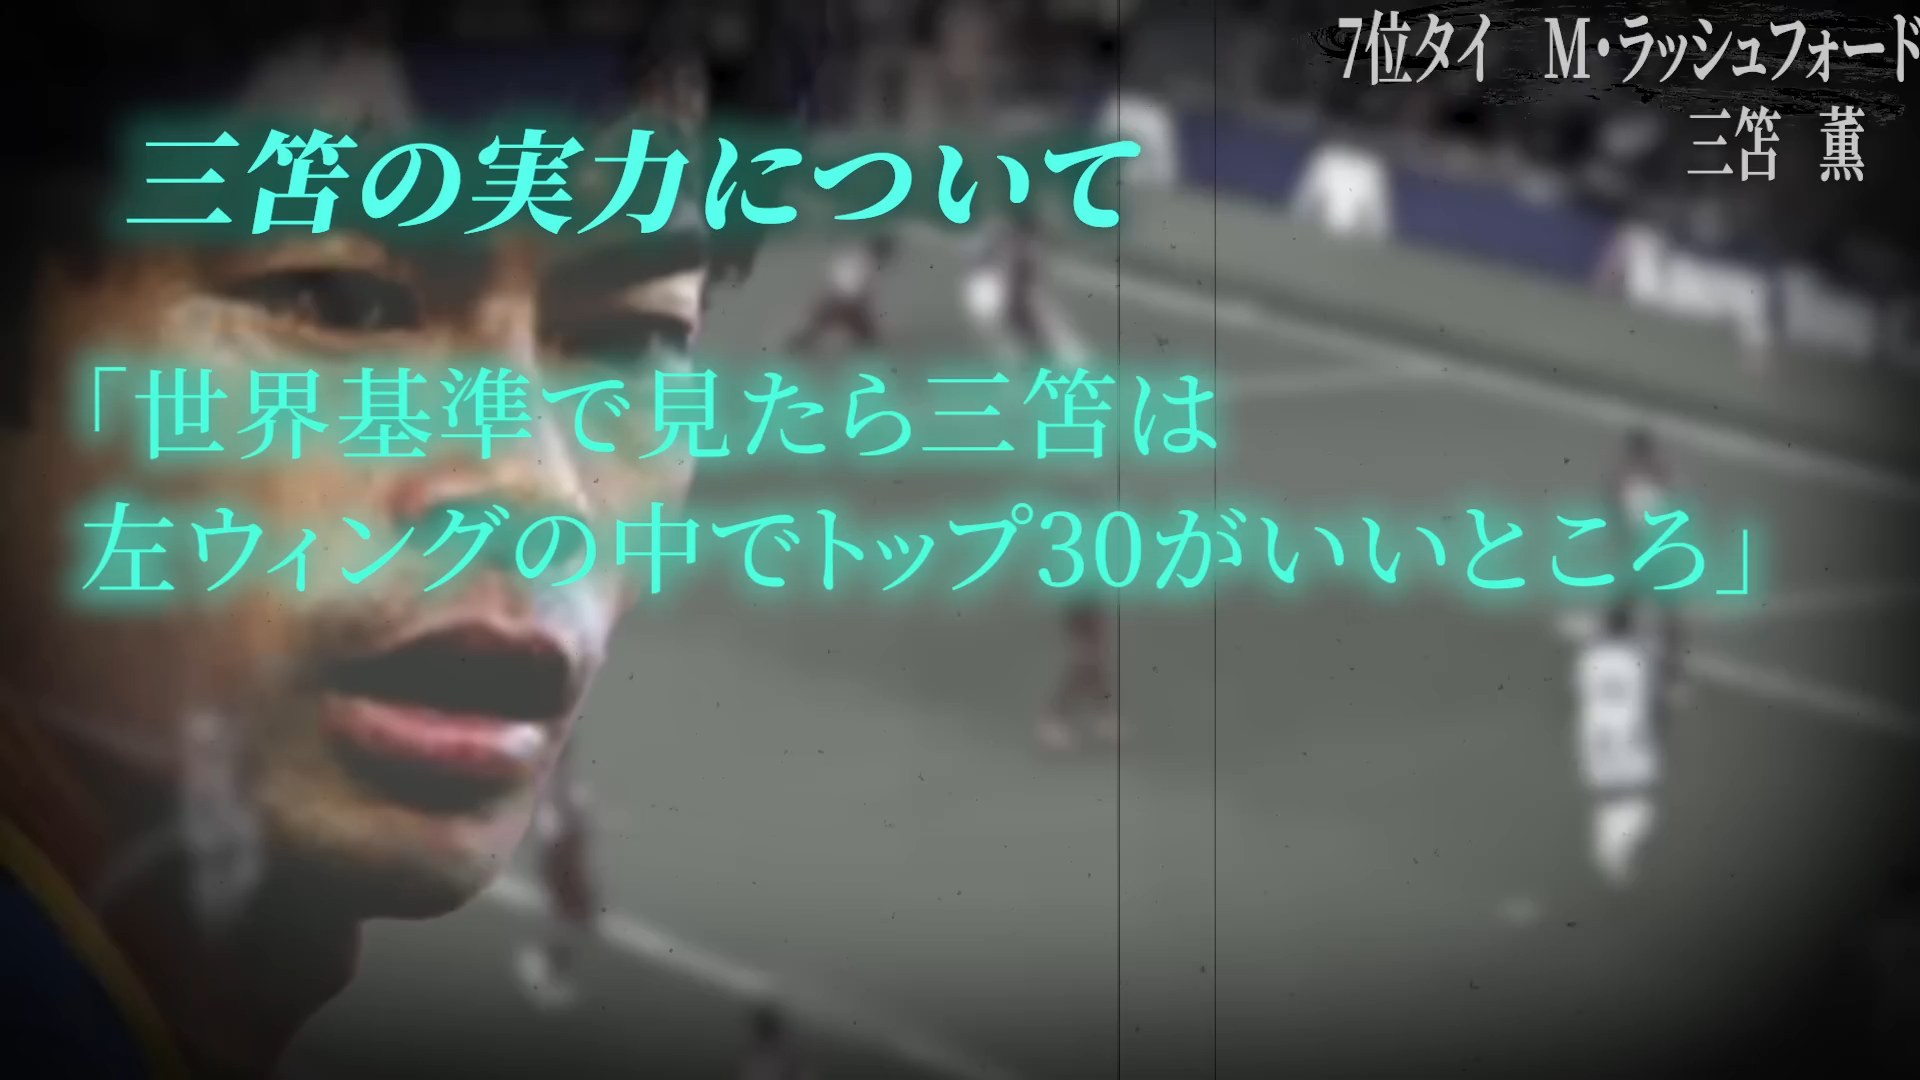 7位タイ　M・ラッシュフォード
三笘　薫
三笘の実力について
「世界基準で見たら三笘は
左ウィングの中でトップ30がいいところ」